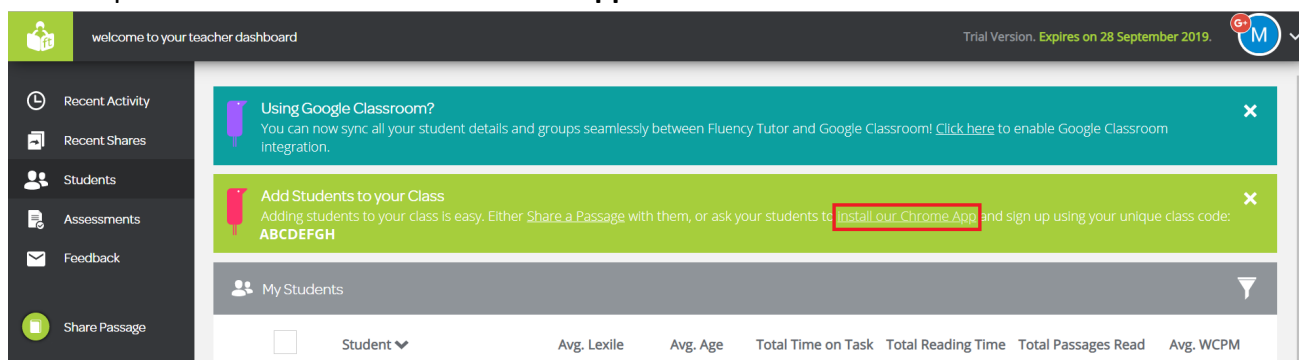 welcome to your teacher dashboard
Trial Version. Expires on 28 September 2019.
G+
M
ft
Recent Activity
Recent Shares
Students
Assessments
Feedback
Share Passage
Using Google Classroom?
You can now sync all your student details and groups seamlessly between Fluency Tutor and Google Classroom! Click here to enable Google Classroom
integration.
Add Students to your Class
Adding students to your class is easy. Either Share a Passage with them, or ask your students to install our Chrome App and sign up using your unique class code:
ABCDEFGH
My Students
Student Avg. Lexile Avg. Age Total Time on Task Total Reading Time Total Passages Read Avg. WCPM